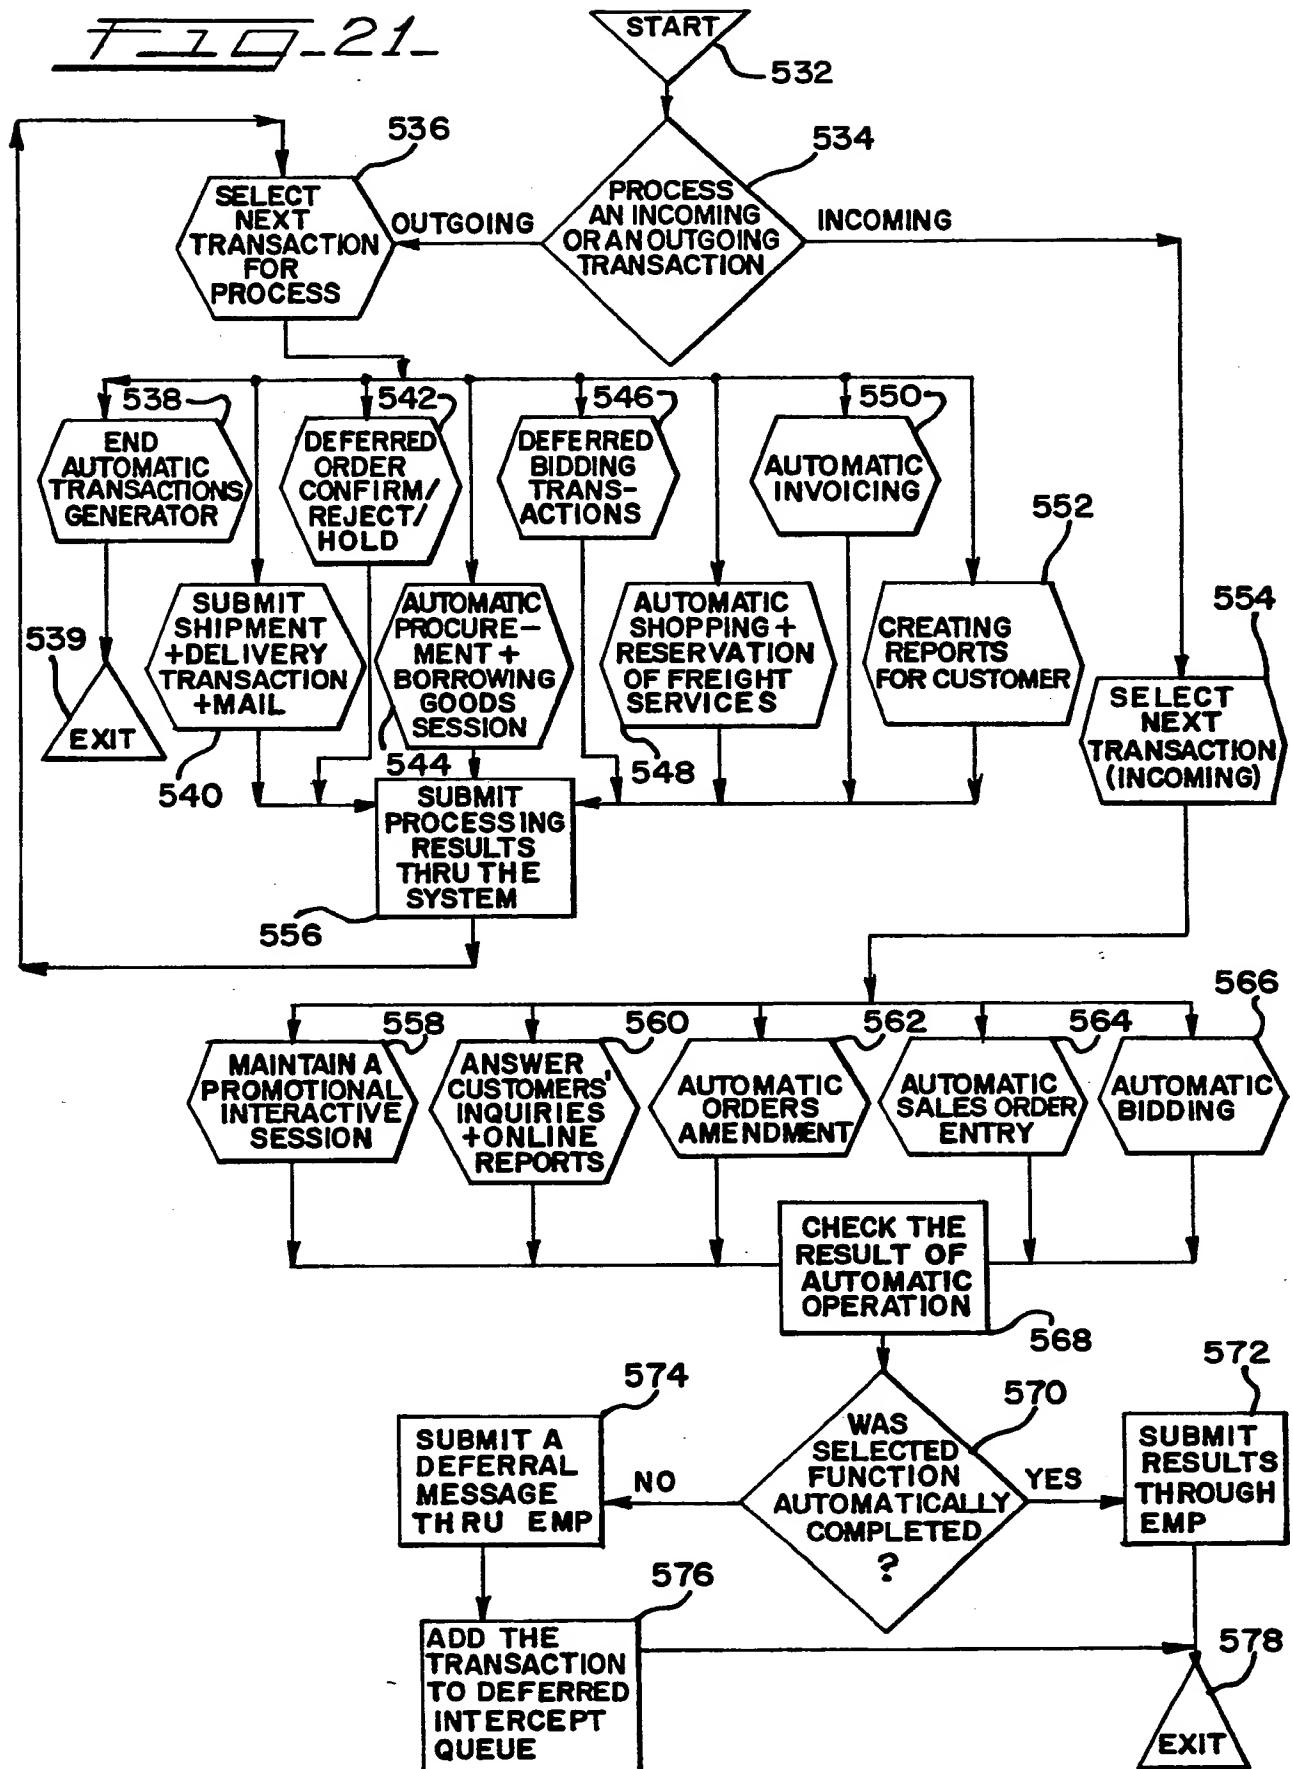 Fig-21-
START
532
534
PROCESS
AN INCOMING
OR AN OUTGOING
TRANSACTION
OUTGOING
INCOMING
536
SELECT
NEXT
TRANSACTION
FOR
PROCESS
538
END
AUTOMATIC
TRANSACTIONS
GENERATOR
542
DEFERRED
ORDER
CONFIRM/
REJECT/
HOLD
546
DEFERRED
BIDDING
TRANS-
ACTIONS
550
AUTOMATIC
INVOICING
552
539
EXIT
SUBMIT
SHIPMENT
+DELIVERY
TRANSACTION
+MAIL
540
AUTOMATIC
PROCURE-
MENT +
BORROWING
GOODS
SESSION
544
AUTOMATIC
SHOPPING +
RESERVATION
OF FREIGHT
SERVICES
548
CREATING
REPORTS
FOR CUSTOMER
554
SELECT
NEXT
TRANSACTION
(INCOMING)
SUBMIT
PROCESSING
RESULTS
THRU THE
SYSTEM
556
558
MAINTAIN A
PROMOTIONAL
INTERACTIVE
SESSION
560
ANSWER
CUSTOMERS'
INQUIRIES
+ONLINE
REPORTS
562
AUTOMATIC
ORDERS
AMENDMENT
564
AUTOMATIC
SALES ORDER
ENTRY
566
AUTOMATIC
BIDDING
CHECK THE
RESULT OF
AUTOMATIC
OPERATION
568
570
WAS
SELECTED
FUNCTION
AUTOMATICALLY
COMPLETED
?
NO
YES
572
SUBMIT
RESULTS
THROUGH
EMP
574
SUBMIT A
DEFERRAL
MESSAGE
THRU EMP
576
ADD THE
TRANSACTION
TO DEFERRED
INTERCEPT
QUEUE
578
EXIT